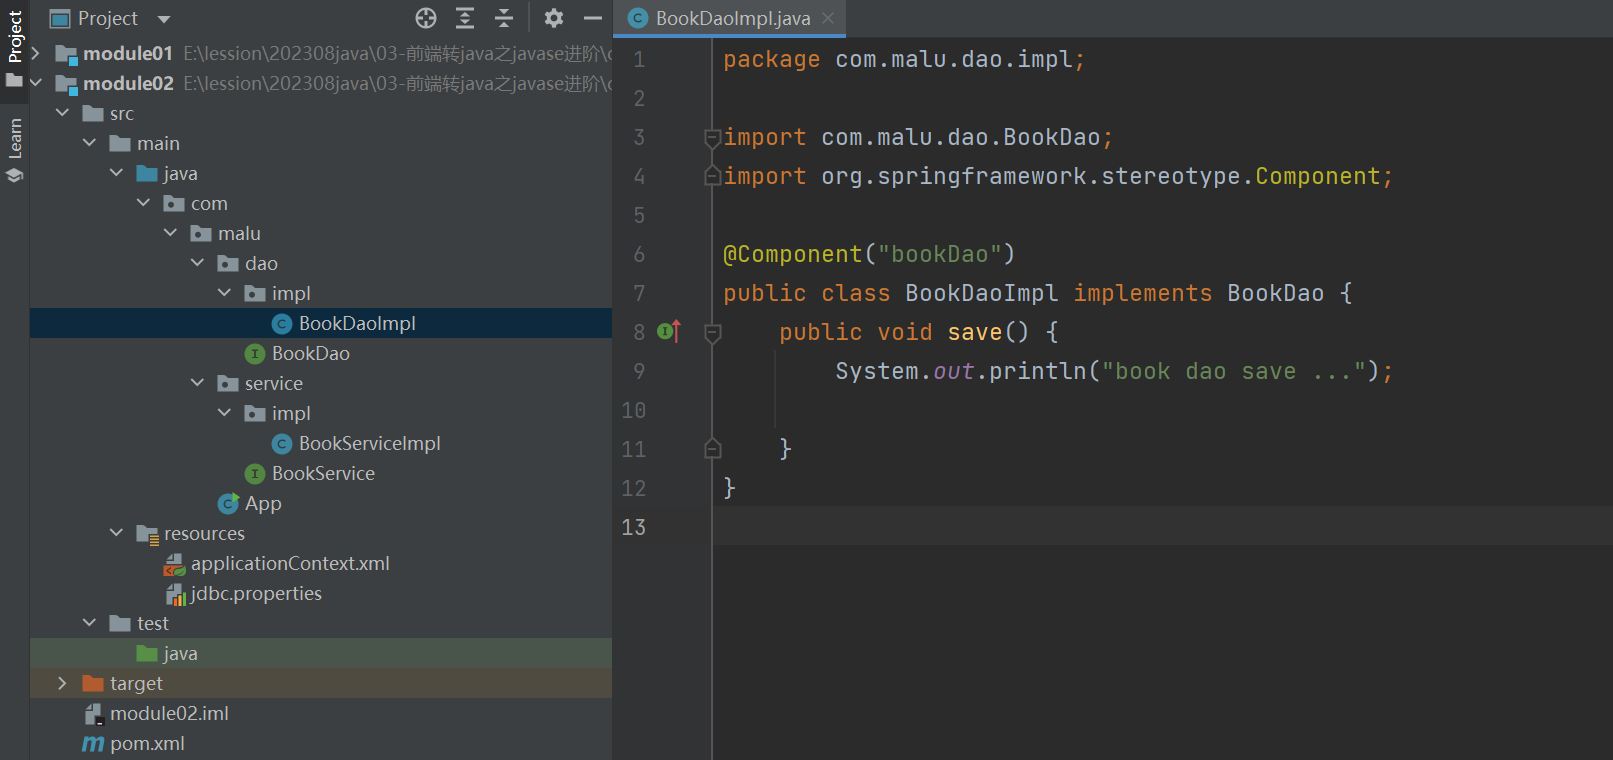 Project
Learn
Project
module01 E:\lession\202308java\03-前端转java之javase进阶\c
module02 E:\lession\202308java\03-前端转java之javase进阶\c
src
main
java
com
malu
dao
impl
BookDaoImpl
BookDao
service
impl
BookServiceImpl
BookService
App
resources
applicationContext.xml
jdbc.properties
test
java
target
module02.iml
pom.xml
BookDaoImpl.java
1 package com.malu.dao.impl;
2
3 import com.malu.dao.BookDao;
4 import org.springframework.stereotype.Component;
5
6 @Component("bookDao")
7 public class BookDaoImpl implements BookDao {
8 public void save() {
9 System.out.println("book dao save ...");
10
11 }
12 }
13